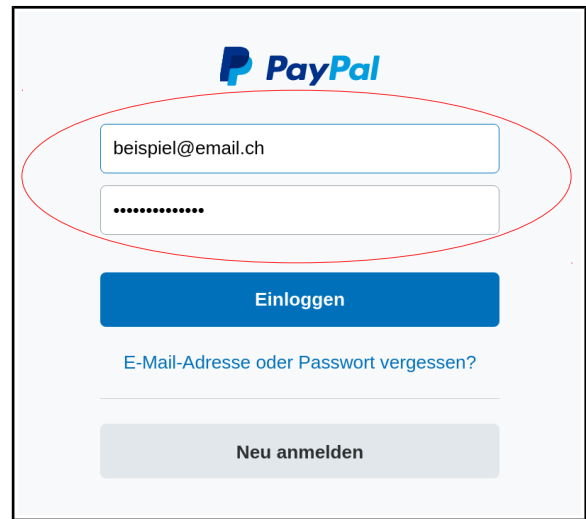 PayPal
beispiel@email.ch
••••••••••••••
Einloggen
E-Mail-Adresse oder Passwort vergessen?
Neu anmelden